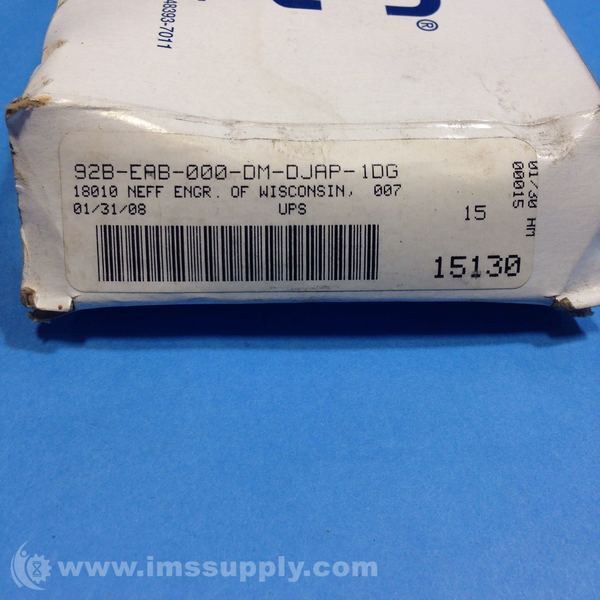 48393-7011
n®
92B-EAB-000-DM-DJAP-1DG
18010 NEFF ENGR. OF WISCONSIN, 007
01/31/08 UPS 15
15130
01/30 HM
00015
www.imssupply.com